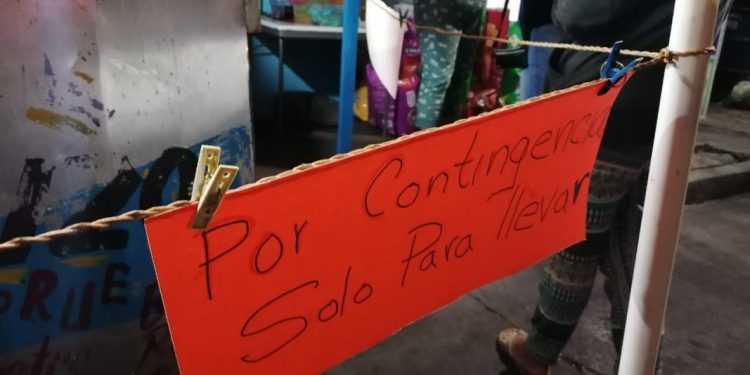 Por Contingencia
Solo Para llevar